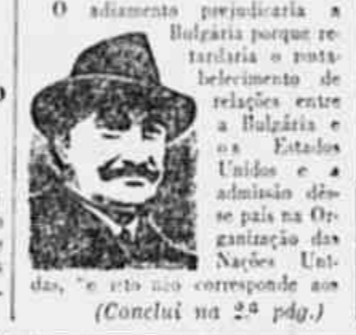 O adiamento prejudicaria a
Bulgária porque re-
tardaria o resta-
belecimento de
relações entre
a Bulgária e
os Estados
Unidos e a
admissão dês-
se país na Or-
ganização das
Nações Uni-
das, "e isto não corresponde aos
(Conclui na 2.ª pág.)